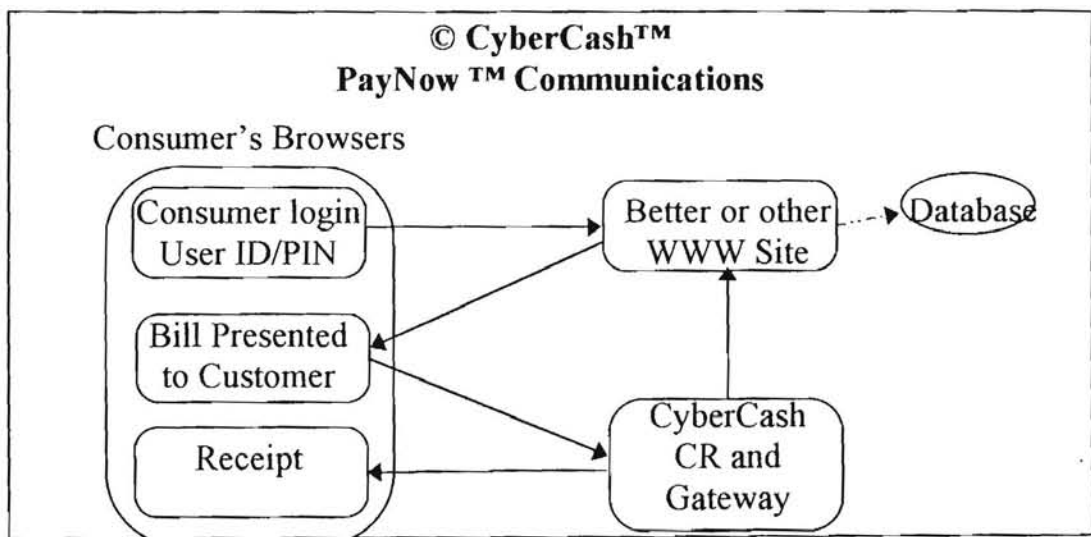 © CyberCash™
PayNow ™ Communications
Consumer's Browsers
Consumer login
User ID/PIN
Better or other
WWW Site
Database
Bill Presented
to Customer
CyberCash
CR and
Gateway
Receipt